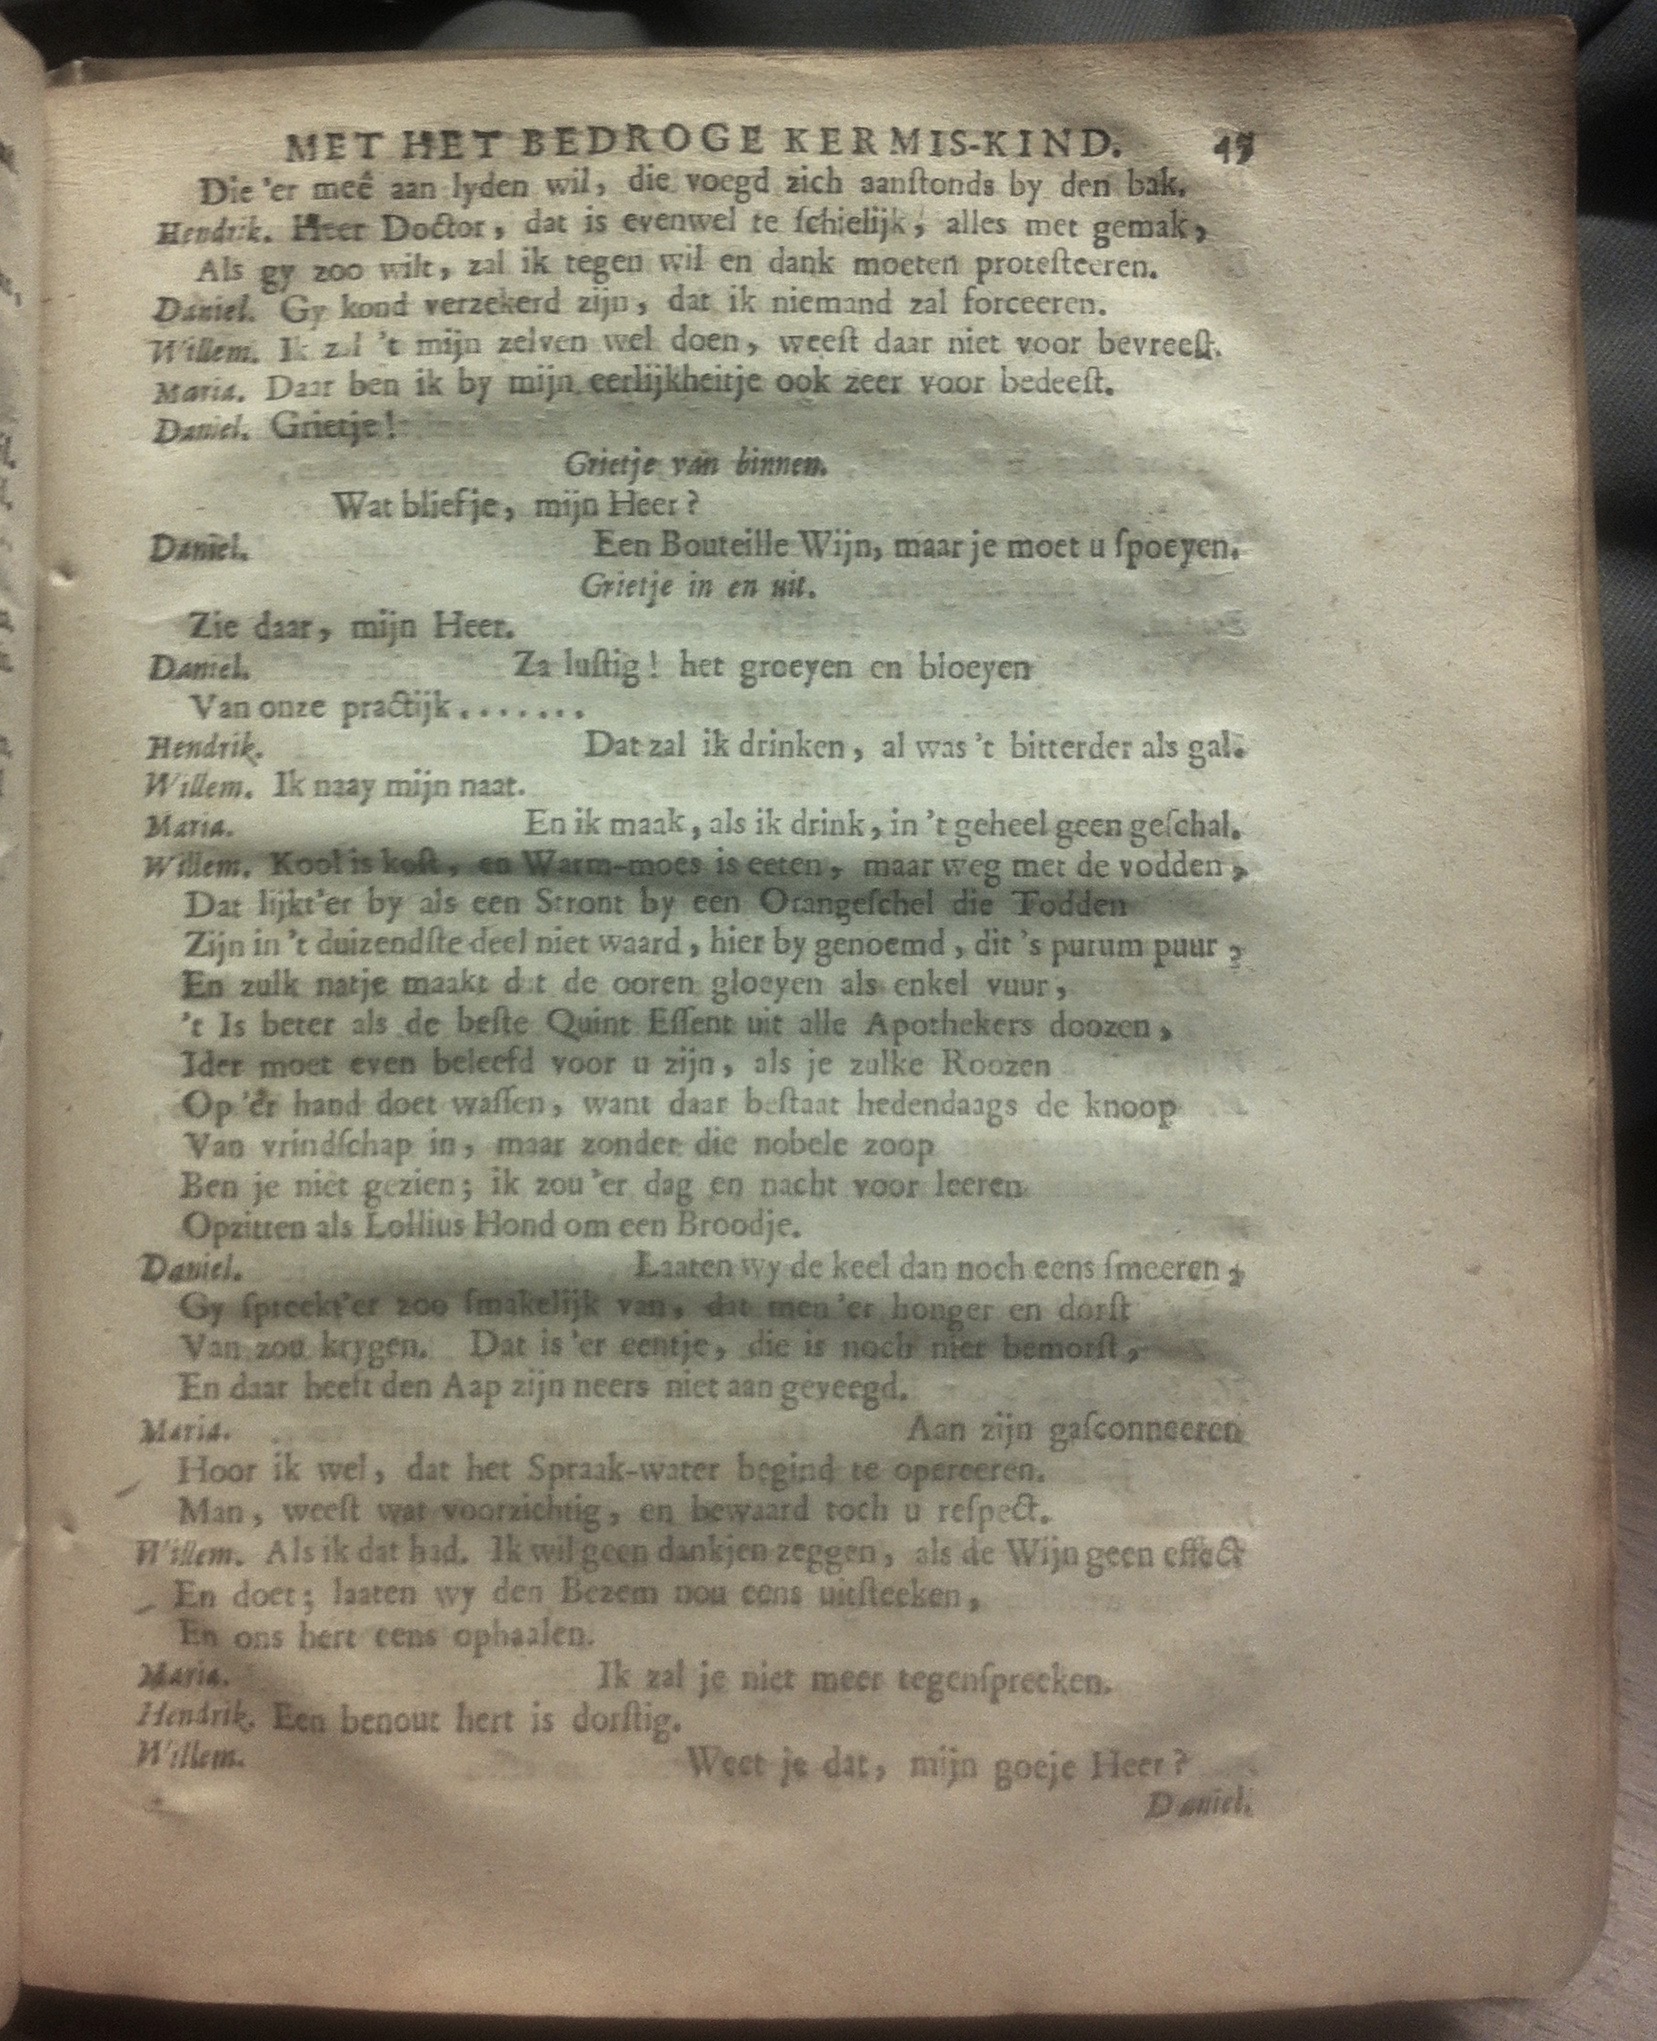 MET HET BEDROGE KERMIS-KIND. 47
Die 'er meê aan lyden wil, die voegd zich aanſtonds by den bak.
Hendrik. Heer Doctor, dat is evenwel te ſchielijk, alles met gemak,
Als gy zoo wilt, zal ik tegen wil en dank moeten proteſteeren.
Daniel. Gy kond verzekerd zijn, dat ik niemand zal forceeren.
Willem. Ik zal 't mijn zelven wel doen, weeſt daar niet voor bevreeſt.
Maria. Daar ben ik by mijn eerlijkheitje ook zeer voor bedeeſt.
Daniel. Grietje!
Grietje van binnen.
Wat bliefje, mijn Heer?
Daniel. Een Bouteille Wijn, maar je moet u ſpoeyen.
Grietje in en uit.
Zie daar, mijn Heer.
Daniel. Za luſtig! het groeyen en bloeyen
Van onze practijk.......
Hendrik. Dat zal ik drinken, al was 't bitterder als gal.
Willem. Ik naay mijn naat.
Maria. En ik maak, als ik drink, in 't geheel geen geſchal.
Willem. Kool is koſt, en Warm-moes is eeten, maar weg met de vodden,
Dat lijkt'er by als een Stront by een Orangeſchel die Todden
Zijn in 't duizendſte deel niet waard, hier by genoemd, dit 's purum puur,
En zulk natje maakt dat de ooren gloeyen als enkel vuur,
't Is beter als de beſte Quint Eſſent uit alle Apothekers doozen,
Ider moet even beleefd voor u zijn, als je zulke Roozen
Op 'er hand doet waſſen, want daar beſtaat hedendaags de knoop
Van vrindſchap in, maar zonder die nobele zoop
Ben je niet gezien; ik zou 'er dag en nacht voor leeren
Opzitten als Lollius Hond om een Broodje.
Daniel. Laaten wy de keel dan noch eens ſmeeren,
Gy ſpreekt'er zoo ſmakelijk van, dat men 'er honger en dorſt
Van zou krygen. Dat is 'er eentje, die is noch niet bemorſt,
En daar heeft den Aap zijn neers niet aan geveegd.
Maria. Aan zijn gaſconneeren
Hoor ik wel, dat het Spraak-water begind te opereeren.
Man, weeſt wat voorzichtig, en bewaard toch u reſpect.
Willem. Als ik dat had. Ik wil geen dankjen zeggen, als de Wijn geen effect
En doet; laaten wy den Bezem nou eens uitſteeken,
En ons hert eens ophaalen.
Maria. Ik zal je niet meer tegenſpreeken.
Hendrik. Een benout hert is dorſtig.
Willem. Weet je dat, mijn goeje Heer?
Daniel.